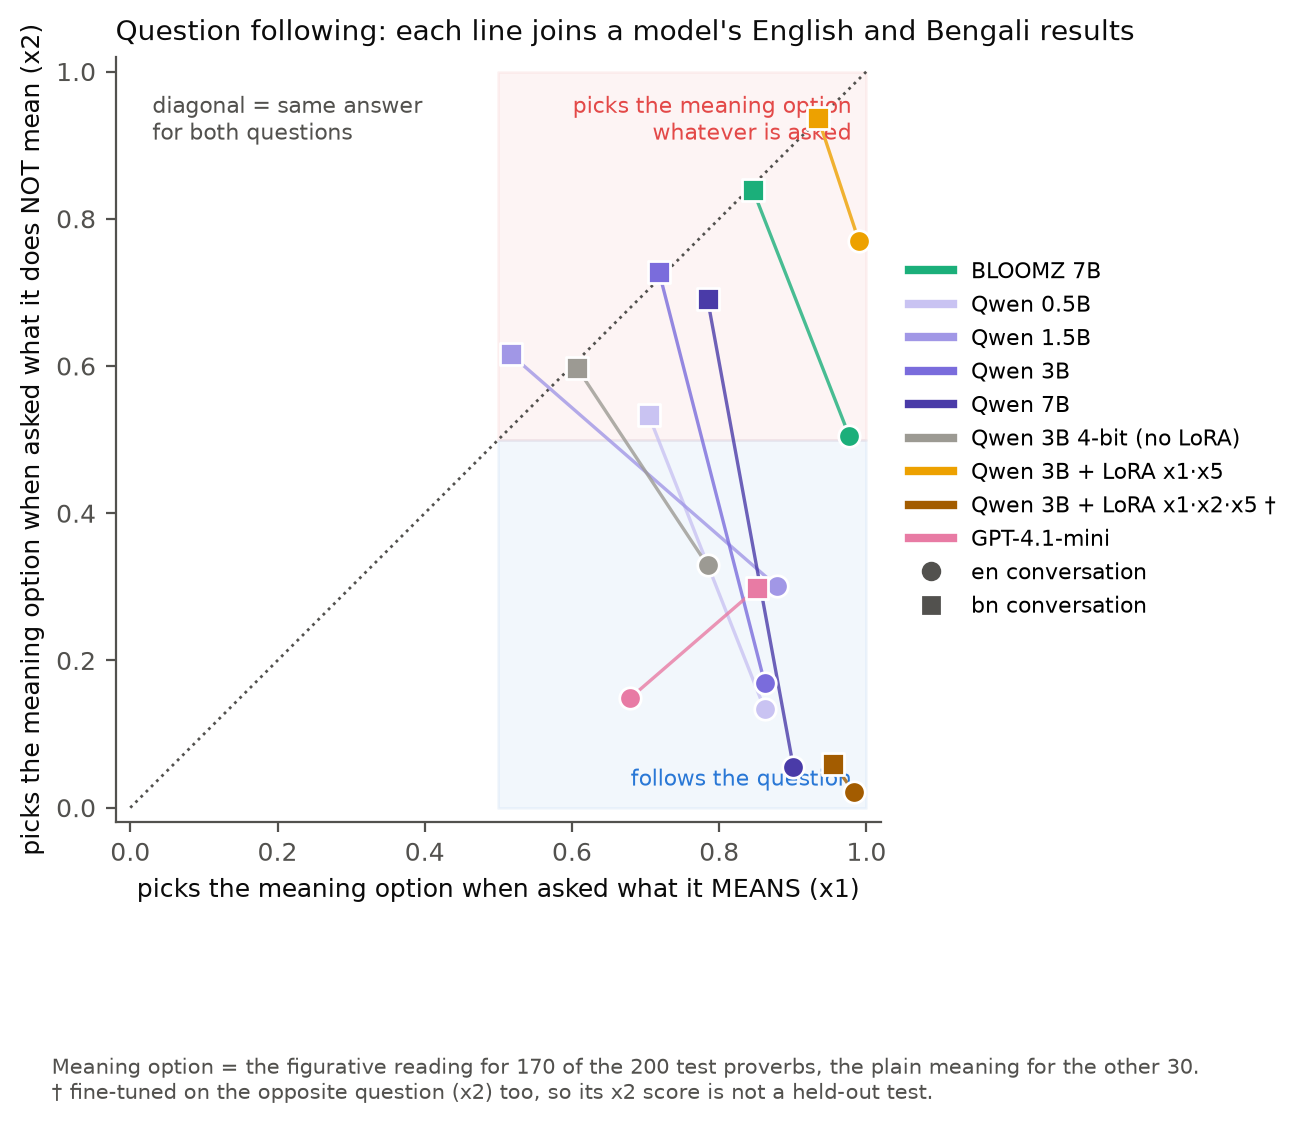 Question following: each line joins a model's English and Bengali results
picks the meaning option when asked what it does NOT mean (x2)
1.0
0.8
0.6
0.4
0.2
0.0
diagonal = same answer
for both questions
picks the meaning option
whatever is asked
follows the question
0.0 0.2 0.4 0.6 0.8 1.0
picks the meaning option when asked what it MEANS (x1)
BLOOMZ 7B
Qwen 0.5B
Qwen 1.5B
Qwen 3B
Qwen 7B
Qwen 3B 4-bit (no LoRA)
Qwen 3B + LoRA x1·x5
Qwen 3B + LoRA x1·x2·x5 †
GPT-4.1-mini
en conversation
bn conversation
Meaning option = the figurative reading for 170 of the 200 test proverbs, the plain meaning for the other 30.
† fine-tuned on the opposite question (x2) too, so its x2 score is not a held-out test.